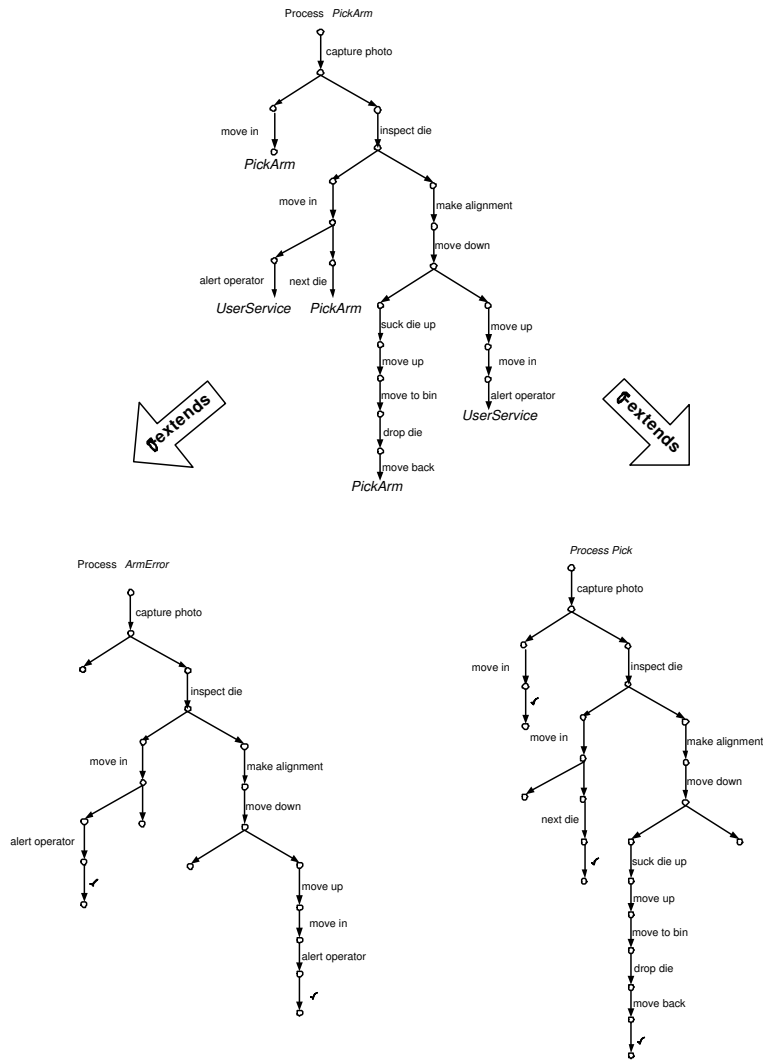 Process PickArm
capture photo
move in
PickArm
inspect die
move in
make alignment
move down
alert operator
next die
UserService
PickArm
suck die up
move up
move up
move in
move to bin
alert operator
UserService
drop die
move back
PickArm
extends
extends
Process ArmError
capture photo
inspect die
move in
make alignment
move down
alert operator
✓
move up
move in
alert operator
✓
Process Pick
capture photo
move in
inspect die
✓
move in
make alignment
move down
next die
✓
suck die up
move up
move to bin
drop die
move back
✓